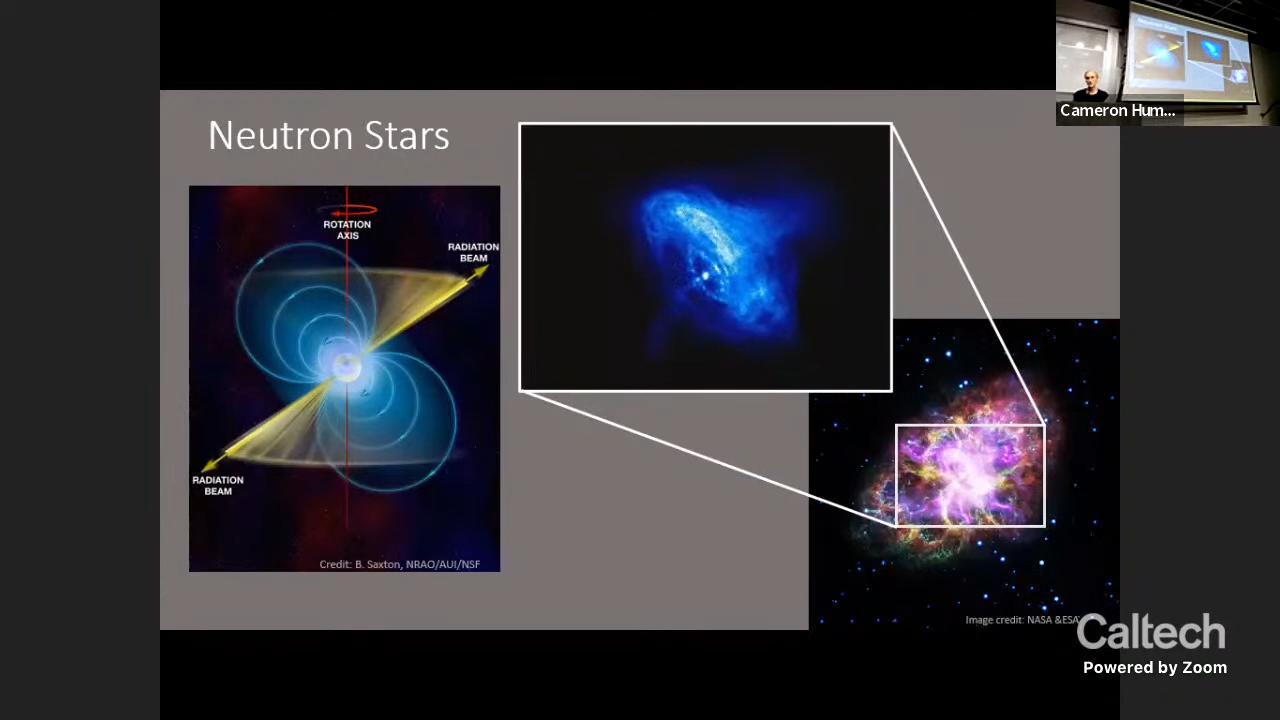 Neutron Stars
ROTATION
AXIS
RADIATION
BEAM
RADIATION
BEAM
Credit: B. Saxton, NRAO/AUI/NSF
Image credit: NASA &ESA
Cameron Hum...
Caltech
Powered by Zoom